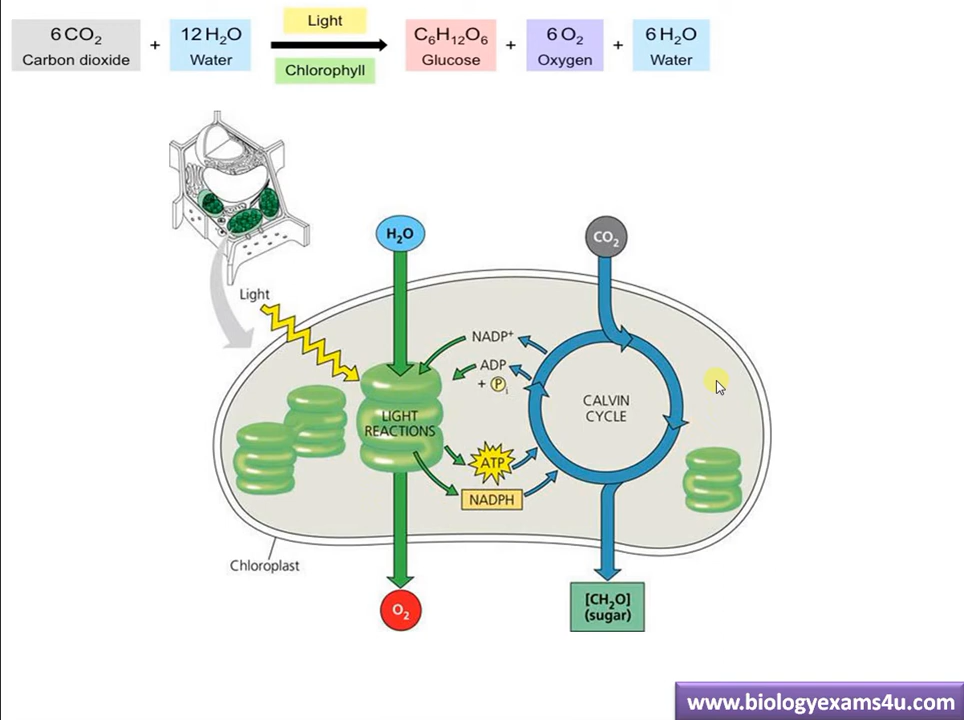 6CO₂ + 12H₂O Light C₆H₁₂O₆ + 6O₂ + 6H₂O
Carbon dioxide Water Chlorophyll Glucose Oxygen Water
H₂O
CO₂
Light
NADP⁺
ADP
+ Pᵢ
LIGHT
REACTIONS
CALVIN
CYCLE
ATP
NADPH
Chloroplast
O₂
[CH₂O]
(sugar)
www.biologyexams4u.com